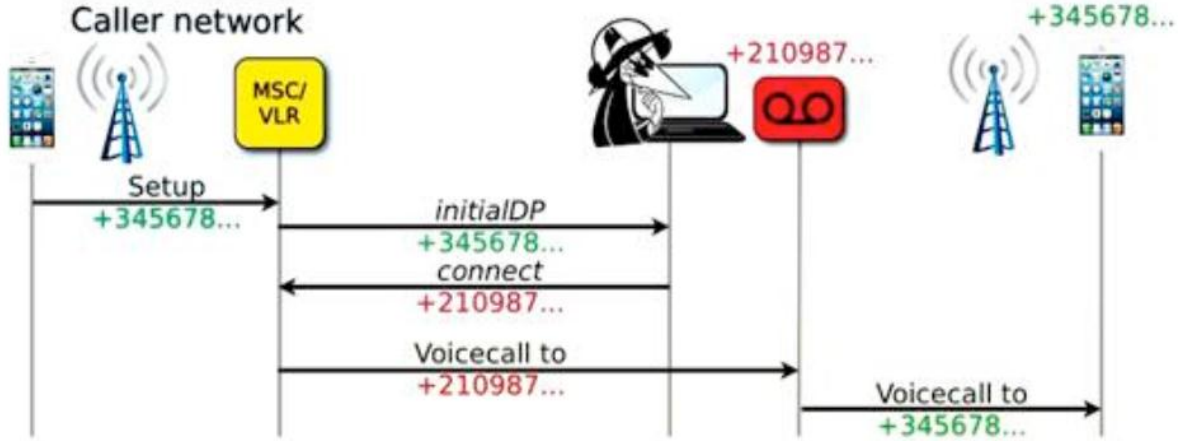 Caller network
+345678...
+210987...
MSC/
VLR
Setup
+345678...
initialDP
+345678...
connect
+210987...
Voicecall to
+210987...
Voicecall to
+345678...